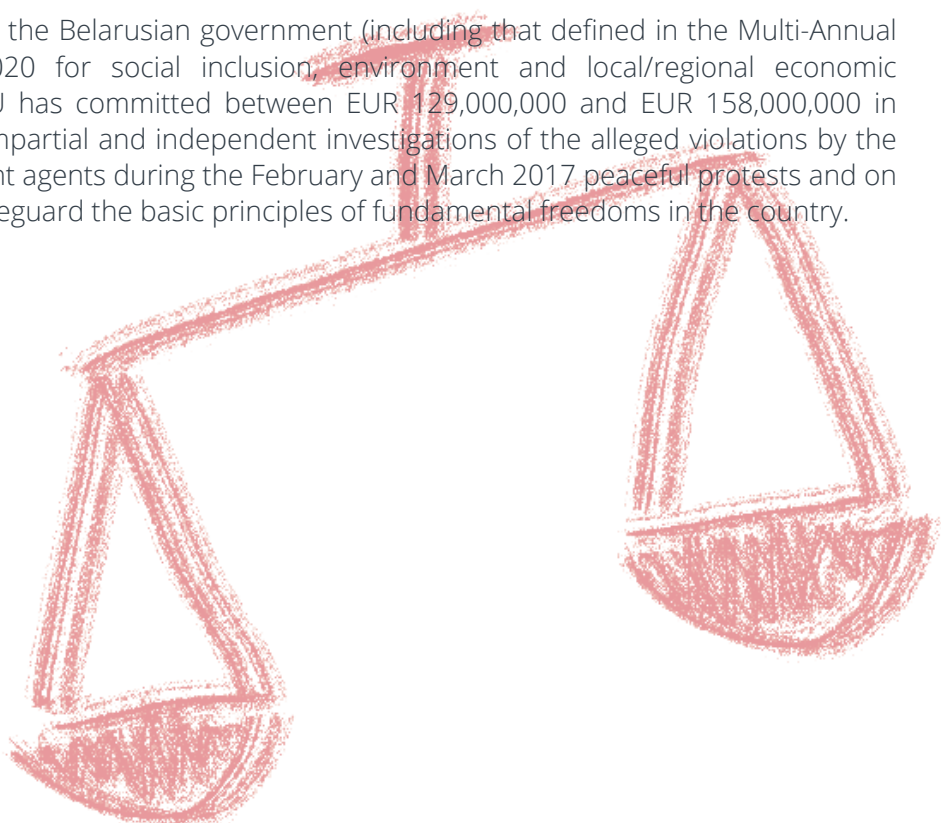 the Belarusian government (including that defined in the Multi-Annual
020 for social inclusion, environment and local/regional economic
has committed between EUR 129,000,000 and EUR 158,000,000 in
mpartial and independent investigations of the alleged violations by the
nt agents during the February and March 2017 peaceful protests and on
eguard the basic principles of fundamental freedoms in the country.